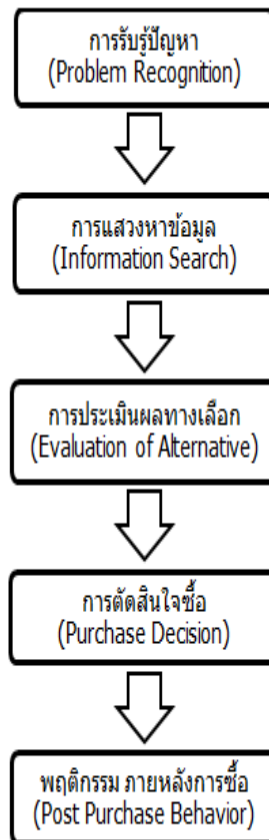 การรับรู้ปัญหา
(Problem Recognition)
การแสวงหาข้อมูล
(Information Search)
การประเมินผลทางเลือก
(Evaluation of Alternative)
การตัดสินใจซื้อ
(Purchase Decision)
พฤติกรรม ภายหลังการซื้อ
(Post Purchase Behavior)